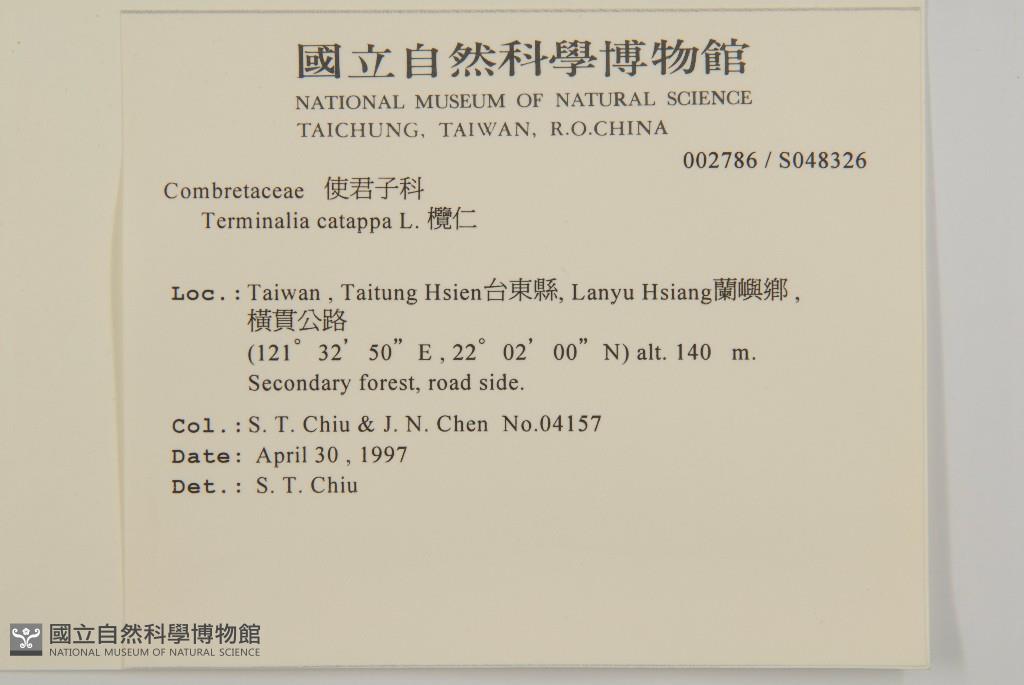 國立自然科學博物館
NATIONAL MUSEUM OF NATURAL SCIENCE
TAICHUNG, TAIWAN, R.O.CHINA
002786 / S048326
Combretaceae 使君子科
Terminalia catappa L. 欖仁
Loc.: Taiwan , Taitung Hsien台東縣, Lanyu Hsiang蘭嶼鄉 ,
橫貫公路
(121° 32’ 50” E , 22° 02’ 00” N) alt. 140 m.
Secondary forest, road side.
Col.: S. T. Chiu & J. N. Chen No.04157
Date: April 30 , 1997
Det.: S. T. Chiu
國立自然科學博物館
NATIONAL MUSEUM OF NATURAL SCIENCE